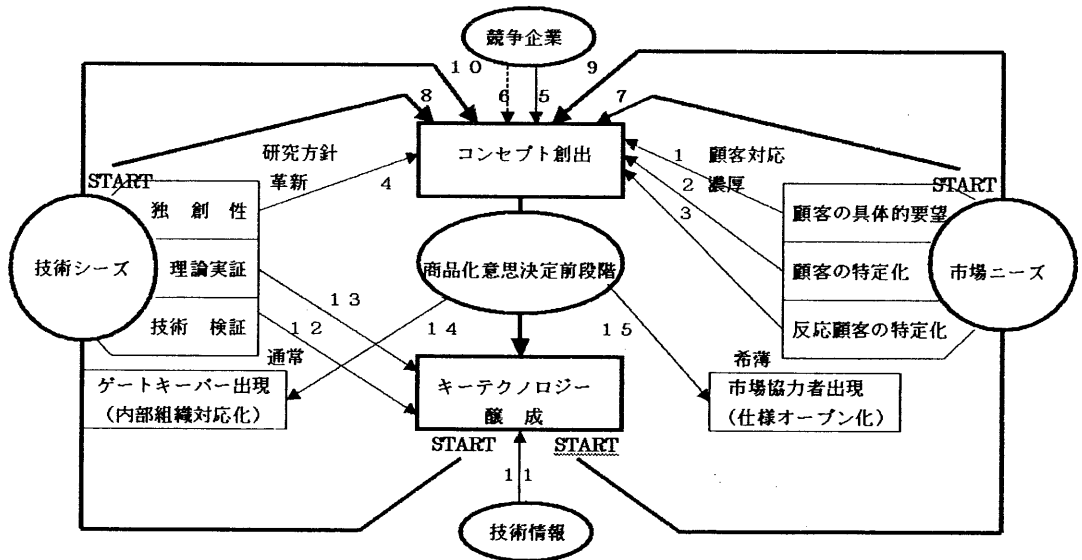 競争企業
10
9
8
6
5
7
研究方針
コンセプト創出
1
顧客対応
START
革新
4
2
濃厚
START
3
独 創 性
顧客の具体的要望
技術シーズ
理論実証
商品化意思決定前段階
顧客の特定化
市場ニーズ
13
技術 検証
12
14
15
反応顧客の特定化
通常
希薄
ゲートキーパー出現
(内部組織対応化)
キーテクノロジー
醸 成
市場協力者出現
(仕様オープン化)
START
START
11
技術情報